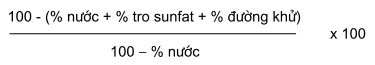 100 - (% nước + % tro sunfat + % đường khử)
x 100
100 – % nước